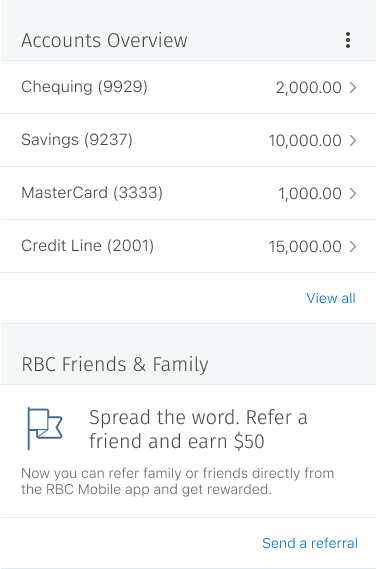 Accounts Overview
Chequing (9929) 2,000.00
Savings (9237) 10,000.00
MasterCard (3333) 1,000.00
Credit Line (2001) 15,000.00
View all
RBC Friends & Family
Spread the word. Refer a
friend and earn $50
Now you can refer family or friends directly from
the RBC Mobile app and get rewarded.
Send a referral